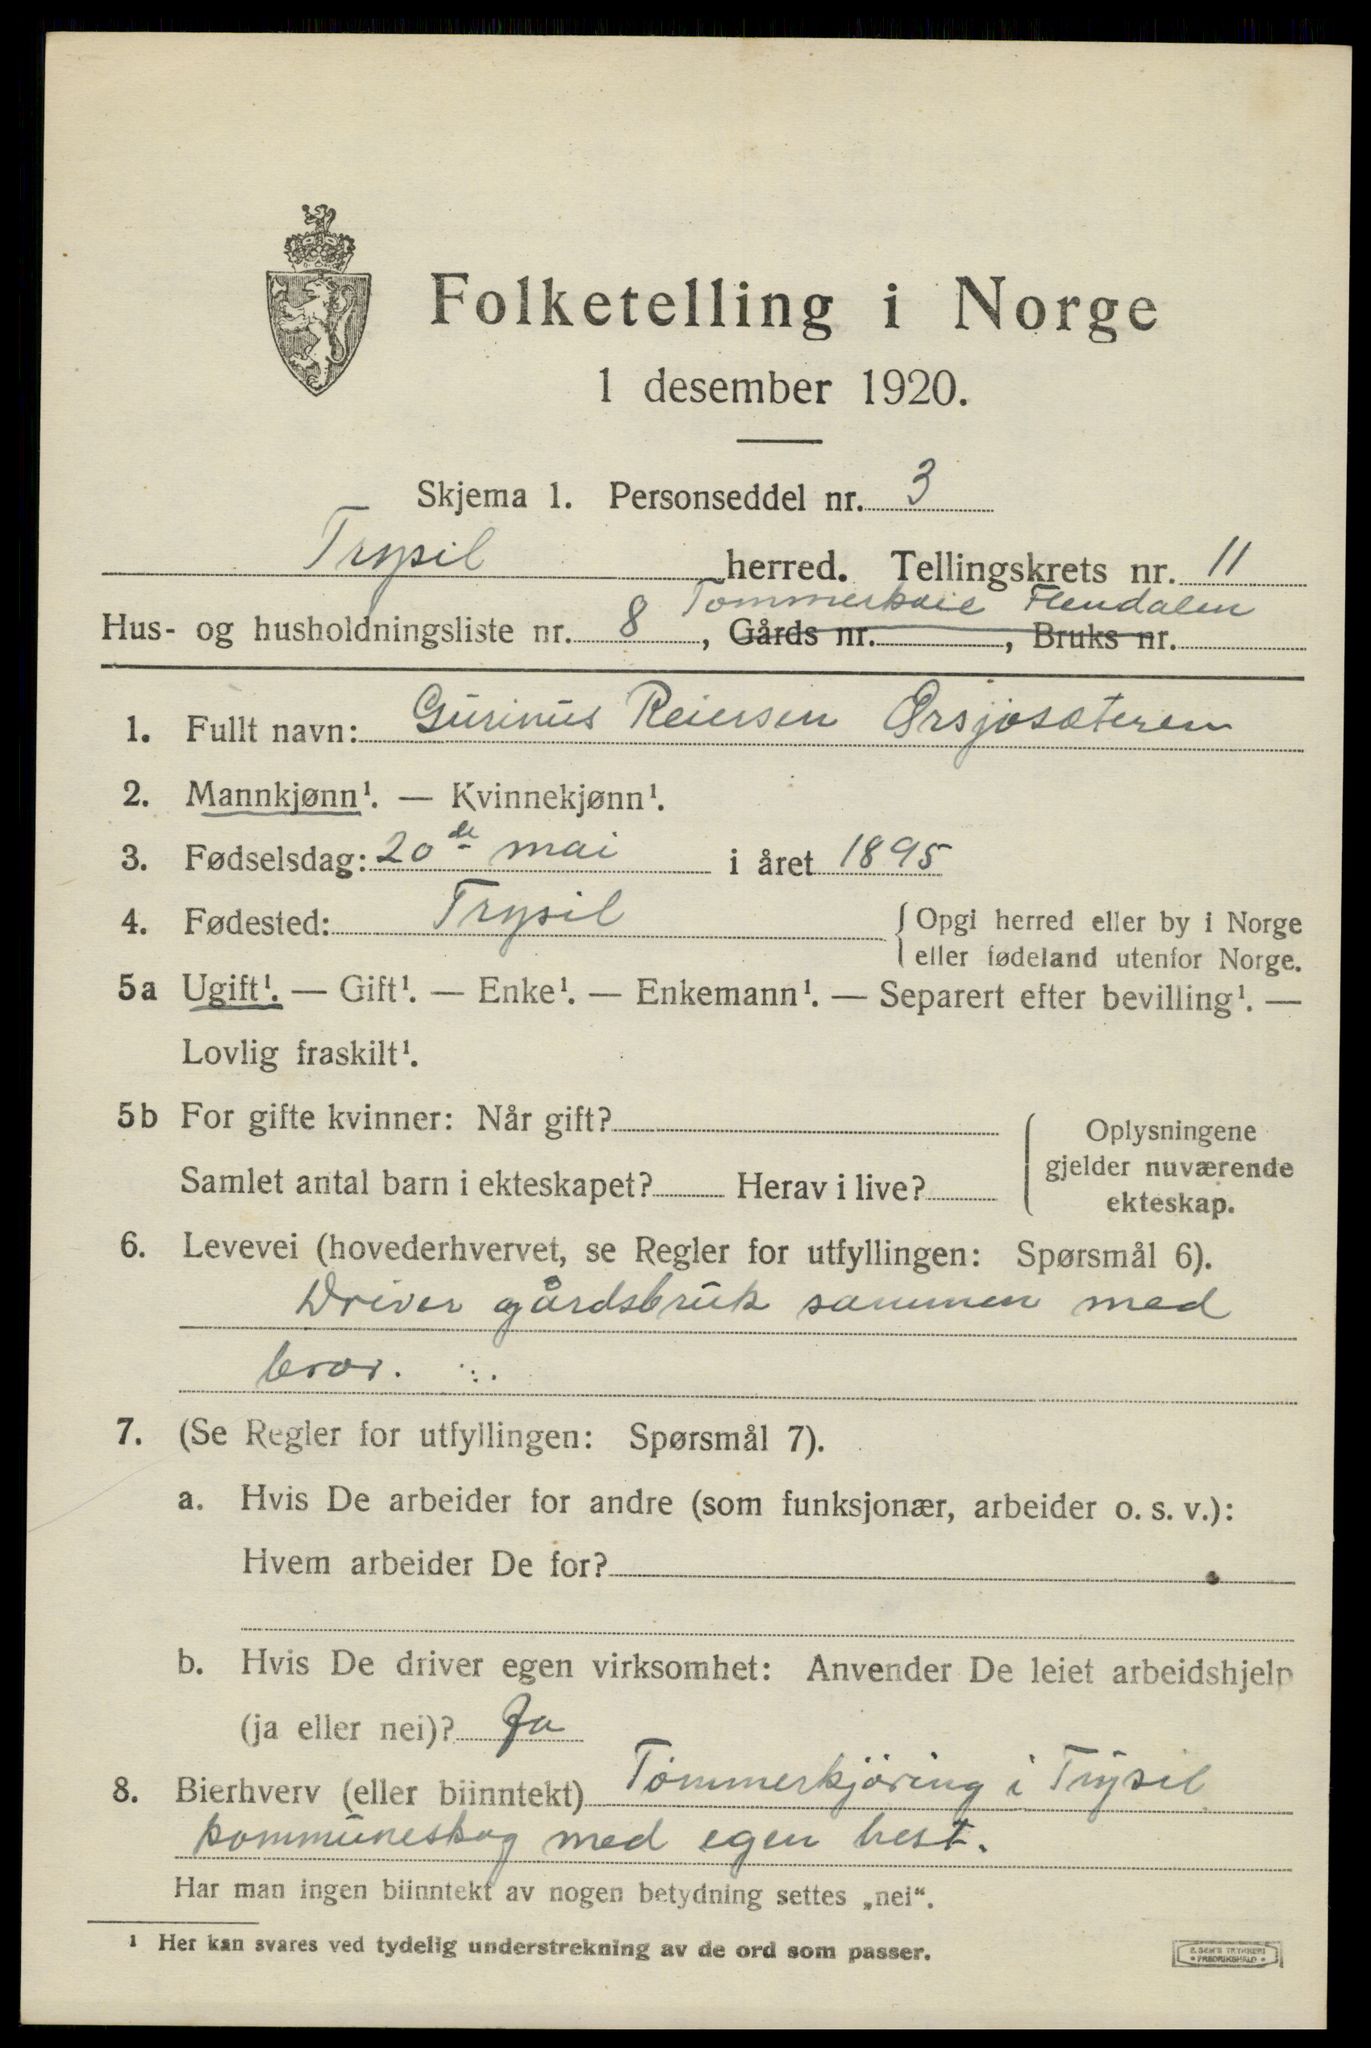 Folketelling i Norge
1 desember 1920.
Skjema 1. Personseddel nr. 3
Trysil herred. Tellingskrets nr. 11
Tømmerkoie Flendalen
Hus- og husholdningsliste nr. 8, Gårds nr. , Bruks nr.
1. Fullt navn: Gurinus Reiersen Ørsjøsæteren
2. Mannkjønn¹. — Kvinnekjønn¹.
3. Fødselsdag: 20de mai i året 1895
4. Fødested: Trysil { Opgi herred eller by i Norge
eller fødeland utenfor Norge.
5a Ugift¹. — Gift¹. — Enke¹. — Enkemann¹. — Separert efter bevilling¹. —
Lovlig fraskilt¹.
5b For gifte kvinner: Når gift?
Samlet antal barn i ekteskapet? Herav i live?
Oplysningene
gjelder nuværende
ekteskap.
6. Levevei (hovederhvervet, se Regler for utfyllingen: Spørsmål 6).
Driver gårdsbruk sammen med
bror.
7. (Se Regler for utfyllingen: Spørsmål 7).
a. Hvis De arbeider for andre (som funksjonær, arbeider o. s. v.):
Hvem arbeider De for?
b. Hvis De driver egen virksomhet: Anvender De leiet arbeidshjelp
(ja eller nei)? Ja
8. Bierhverv (eller biinntekt) Tømmerkjøring i Trysil
kommuneskog med egen hest.
Har man ingen biinntekt av nogen betydning settes „nei“.
¹ Her kan svares ved tydelig understrekning av de ord som passer.